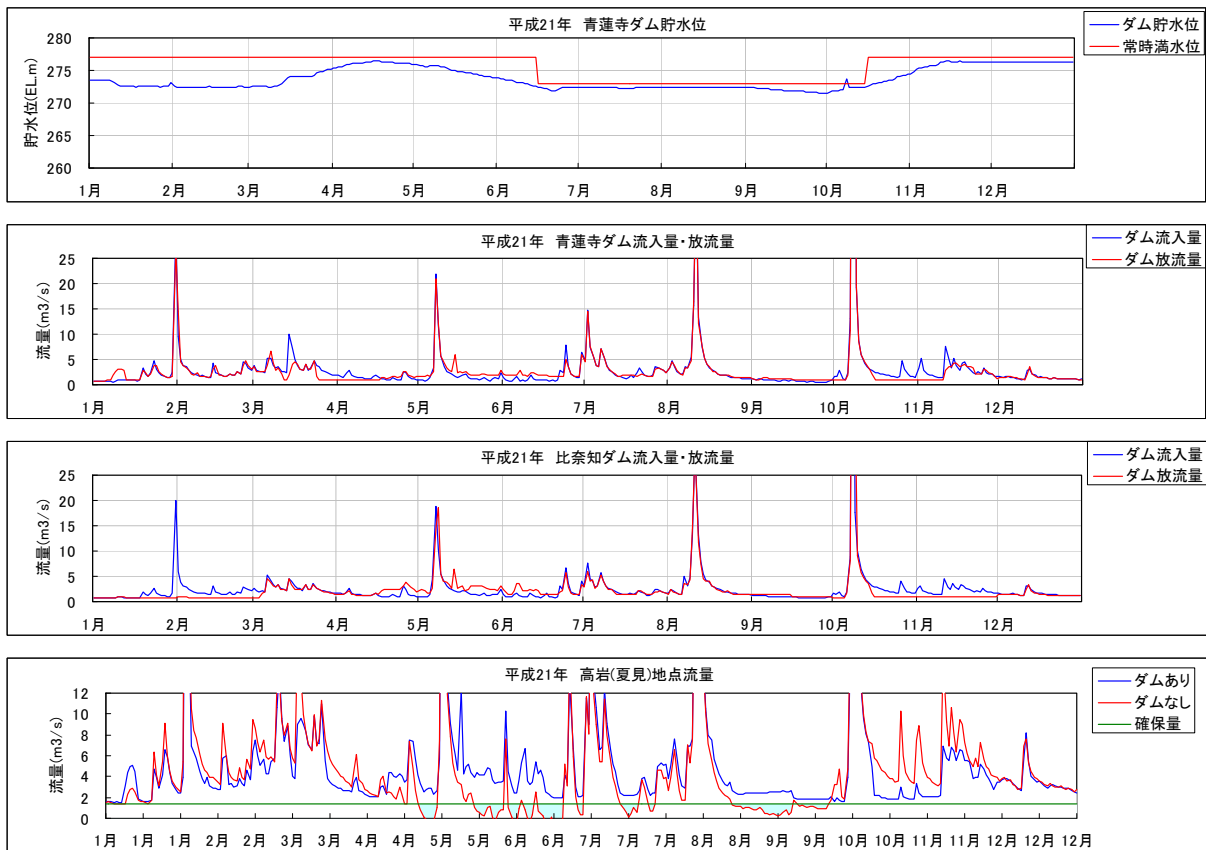 平成21年 青蓮寺ダム貯水位
ダム貯水位
常時満水位
貯水位(EL.m)
280
275
270
265
260
1月 2月 3月 4月 5月 6月 7月 8月 9月 10月 11月 12月
平成21年 青蓮寺ダム流入量・放流量
ダム流入量
ダム放流量
流量(m3/s)
25
20
15
10
5
0
1月 2月 3月 4月 5月 6月 7月 8月 9月 10月 11月 12月
平成21年 比奈知ダム流入量・放流量
ダム流入量
ダム放流量
流量(m3/s)
25
20
15
10
5
0
1月 2月 3月 4月 5月 6月 7月 8月 9月 10月 11月 12月
平成21年 高岩(夏見)地点流量
ダムあり
ダムなし
確保量
流量(m3/s)
12
10
8
6
4
2
0
1月 1月 1月 2月 2月 3月 3月 4月 4月 5月 5月 6月 6月 7月 7月 7月 8月 8月 9月 9月 10月 10月 11月 11月 12月 12月 12月